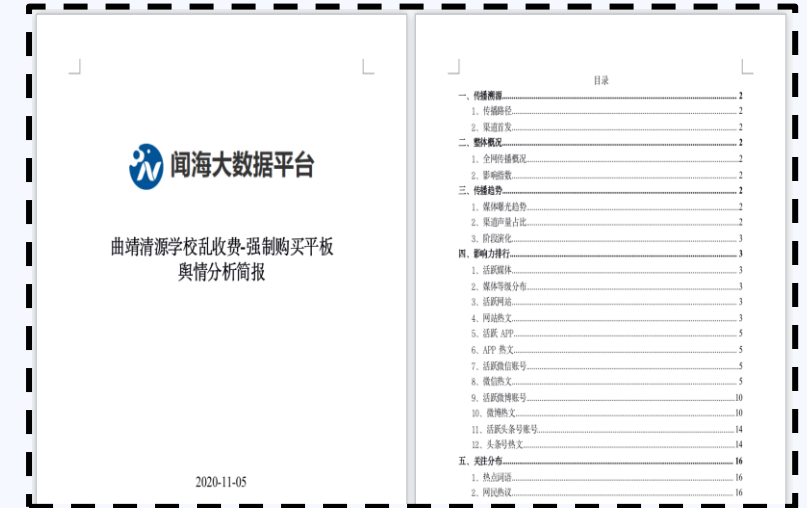 闻海大数据平台
曲靖清源学校乱收费-强制购买平板
舆情分析简报
2020-11-05
目录
一、传播溯源 2
1、传播路径 2
2、渠道首发 2
二、整体概况 2
1、全网传播概况 2
2、影响指数 2
三、传播趋势 2
1、媒体曝光趋势 2
2、渠道声量占比 2
3、阶段演化 3
四、影响力排行 3
1、活跃媒体 3
2、媒体等级分布 3
3、活跃网站 3
4、网站热文 3
5、活跃 APP 5
6、APP 热文 5
7、活跃微信账号 5
8、微信热文 5
9、活跃微博账号 10
10、微博热文 10
11、活跃头条号账号 14
12、头条号热文 14
五、关注分布 16
1、热点词语 16
2、网民热议 16